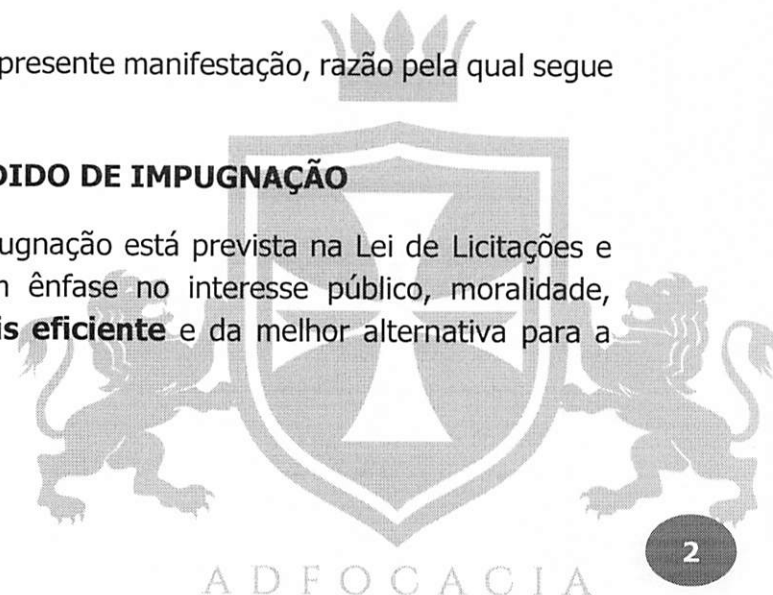 presente manifestação, razão pela qual segue
DIDO DE IMPUGNAÇÃO
ugnação está prevista na Lei de Licitações e
n ênfase no interesse público, moralidade,
is eficiente e da melhor alternativa para a
2
ADFOCACIA